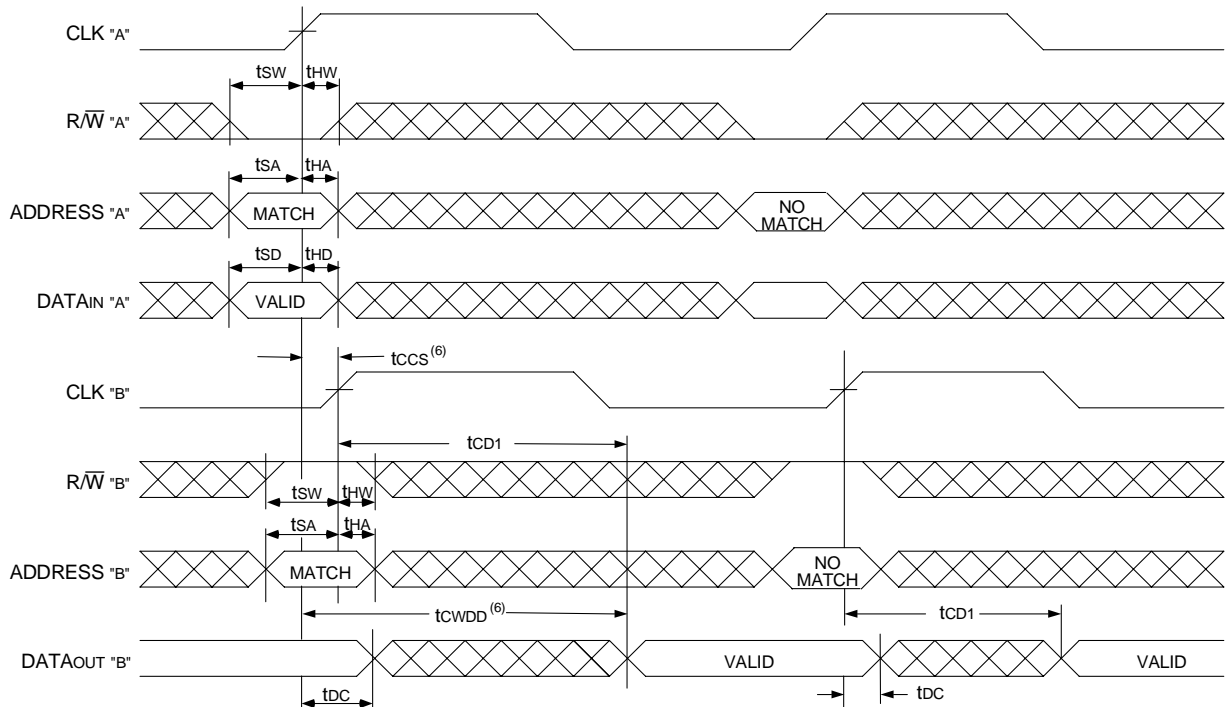 CLK "A"
tSW tHW
R/W̅ "A"
tSA tHA
ADDRESS "A" MATCH NO MATCH
tSD tHD
DATAIN "A" VALID
tCCS(6)
CLK "B"
tCD1
R/W̅ "B"
tSW tHW
tSA tHA
ADDRESS "B" MATCH NO MATCH
tCWDD(6) tCD1
DATAOUT "B" VALID VALID
tDC tDC